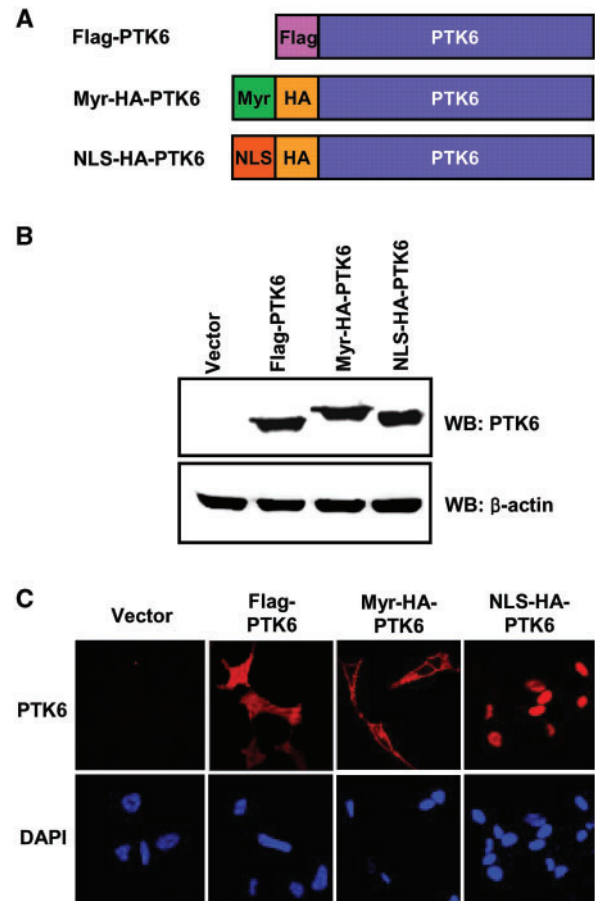 A
Flag-PTK6 Flag PTK6
Myr-HA-PTK6 Myr HA PTK6
NLS-HA-PTK6 NLS HA PTK6
B
Vector
Flag-PTK6
Myr-HA-PTK6
NLS-HA-PTK6
WB: PTK6
WB: β-actin
C
Vector
Flag-
PTK6
Myr-HA-
PTK6
NLS-HA-
PTK6
PTK6
DAPI